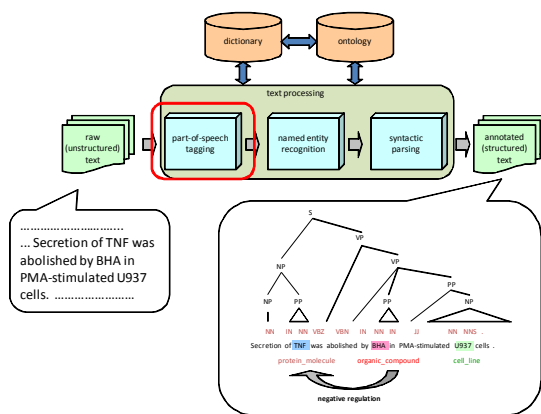 dictionary
ontology
text processing
raw
(unstructured)
text
part-of-speech
tagging
named entity
recognition
syntactic
parsing
annotated
(structured)
text
..............................
... Secretion of TNF was
abolished by BHA in
PMA-stimulated U937
cells. ........................
S
VP
NP
VP
PP
NP
PP
PP
NP
NN IN NN VBZ VBN IN NN IN JJ NN NNS .
Secretion of TNF was abolished by BHA in PMA-stimulated U937 cells .
protein_molecule organic_compound cell_line
negative regulation